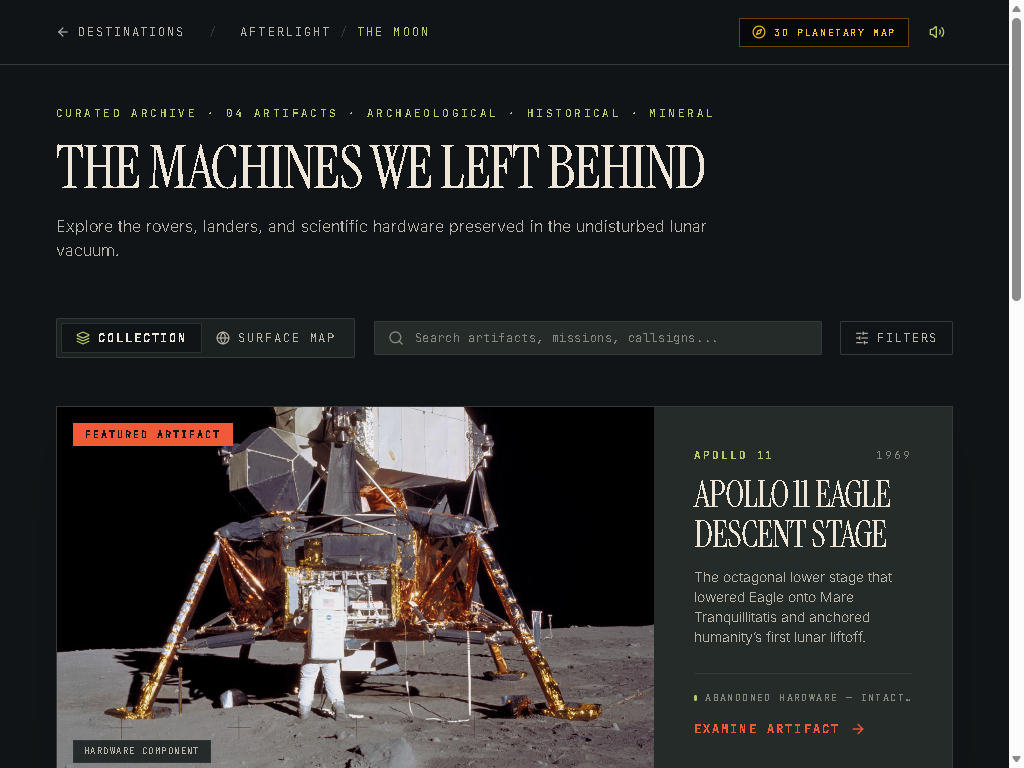 DESTINATIONS / AFTERLIGHT / THE MOON
3D PLANETARY MAP
CURATED ARCHIVE · 04 ARTIFACTS · ARCHAEOLOGICAL · HISTORICAL · MINERAL
THE MACHINES WE LEFT BEHIND
Explore the rovers, landers, and scientific hardware preserved in the undisturbed lunar
vacuum.
COLLECTION
SURFACE MAP
Search artifacts, missions, callsigns...
FILTERS
FEATURED ARTIFACT
HARDWARE COMPONENT
APOLLO 11
1969
APOLLO 11 EAGLE
DESCENT STAGE
The octagonal lower stage that
lowered Eagle onto Mare
Tranquillitatis and anchored
humanity's first lunar liftoff.
ABANDONED HARDWARE — INTACT…
EXAMINE ARTIFACT